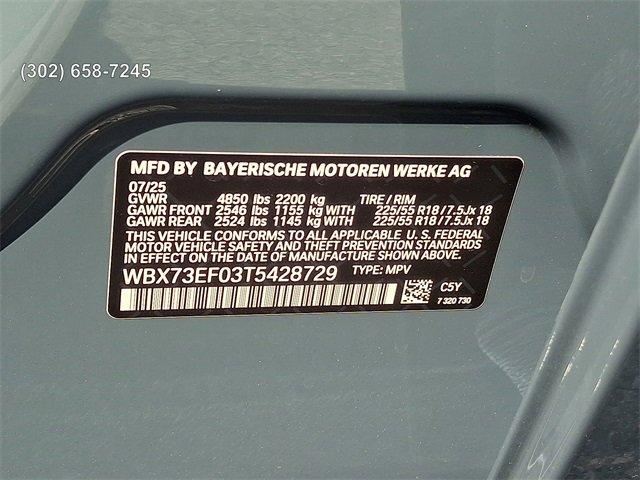 (302) 658-7245
MFD BY BAYERISCHE MOTOREN WERKE AG
07/25
GVWR 4850 lbs 2200 kg TIRE / RIM
GAWR FRONT 2546 lbs 1155 kg WITH 225/55 R18 / 7.5Jx 18
GAWR REAR 2524 lbs 1145 kg WITH 225/55 R18 / 7.5Jx 18
THIS VEHICLE CONFORMS TO ALL APPLICABLE U. S. FEDERAL
MOTOR VEHICLE SAFETY AND THEFT PREVENTION STANDARDS
IN EFFECT ON THE DATE OF MANUFACTURE SHOWN ABOVE.
WBX73EF03T5428729 TYPE: MPV
C5Y
7 320 730